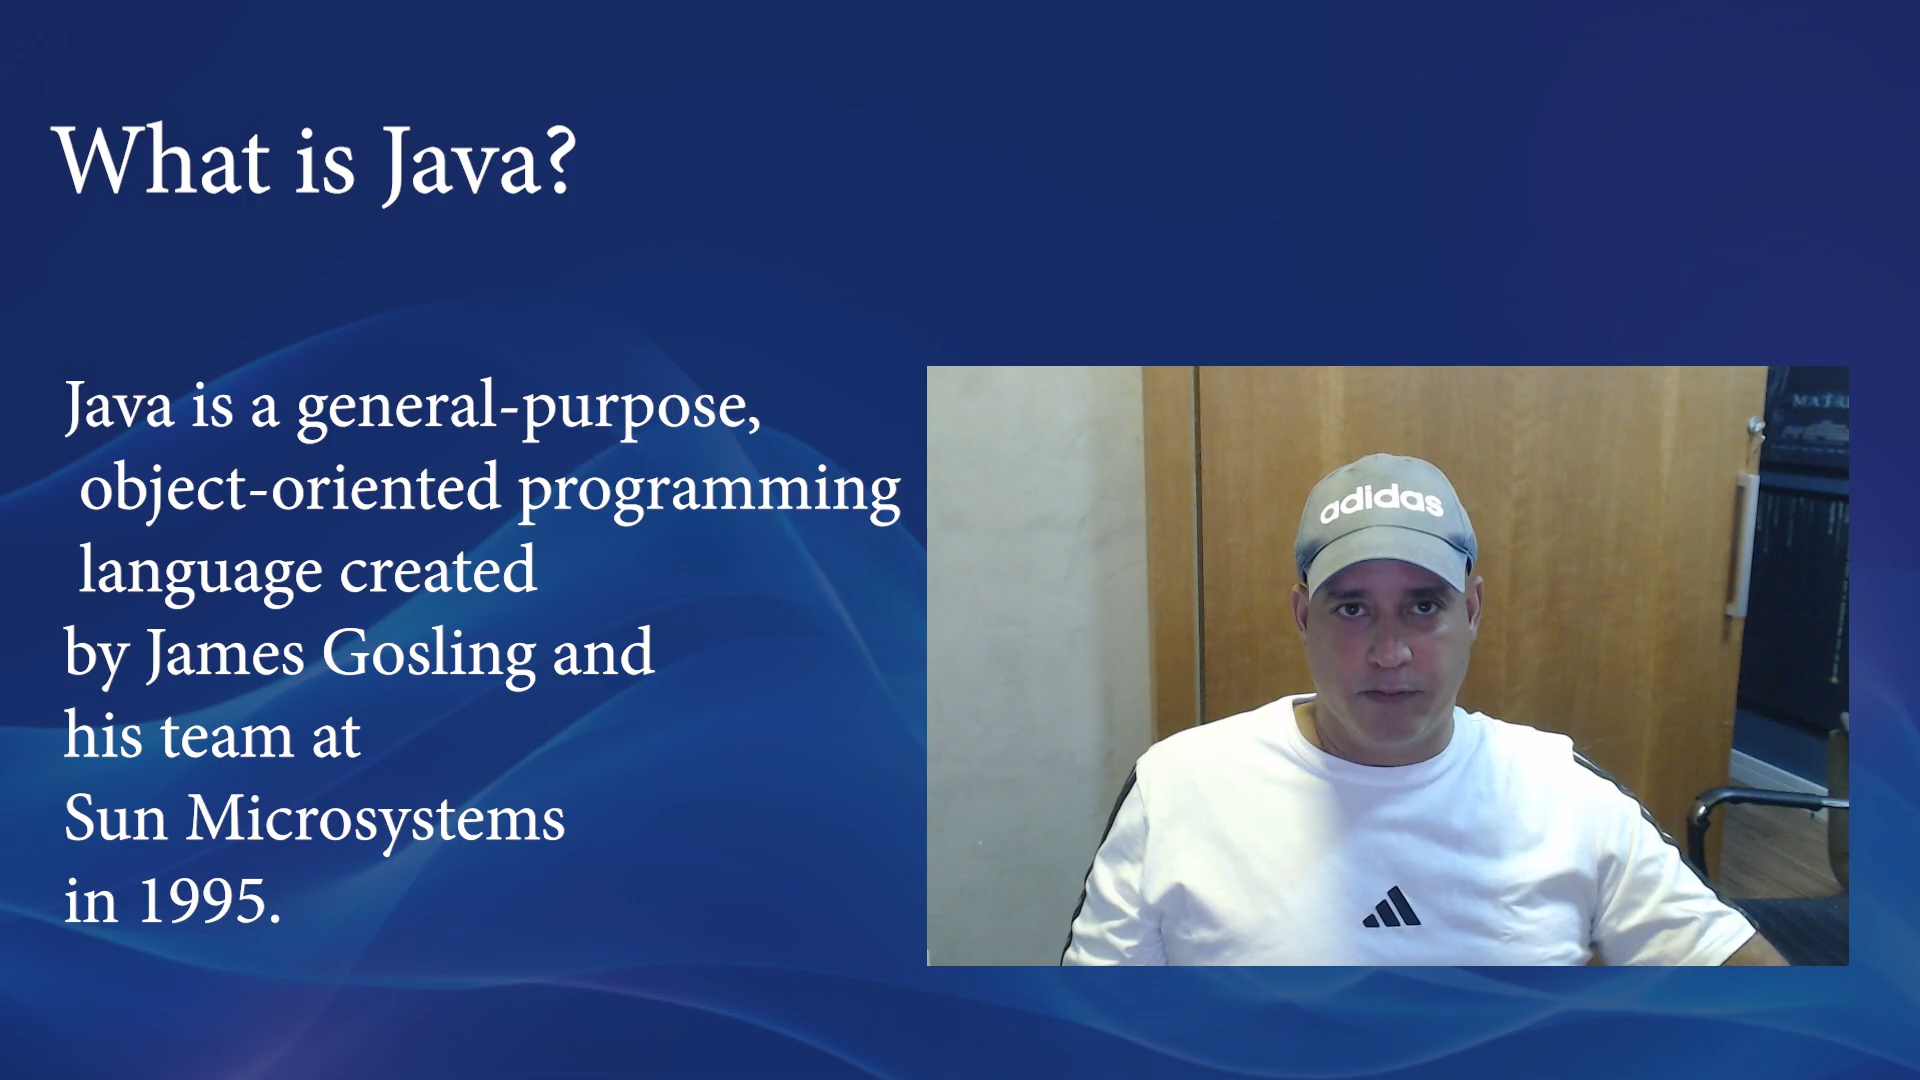 What is Java?
Java is a general-purpose,
object-oriented programming
language created
by James Gosling and
his team at
Sun Microsystems
in 1995.
adidas